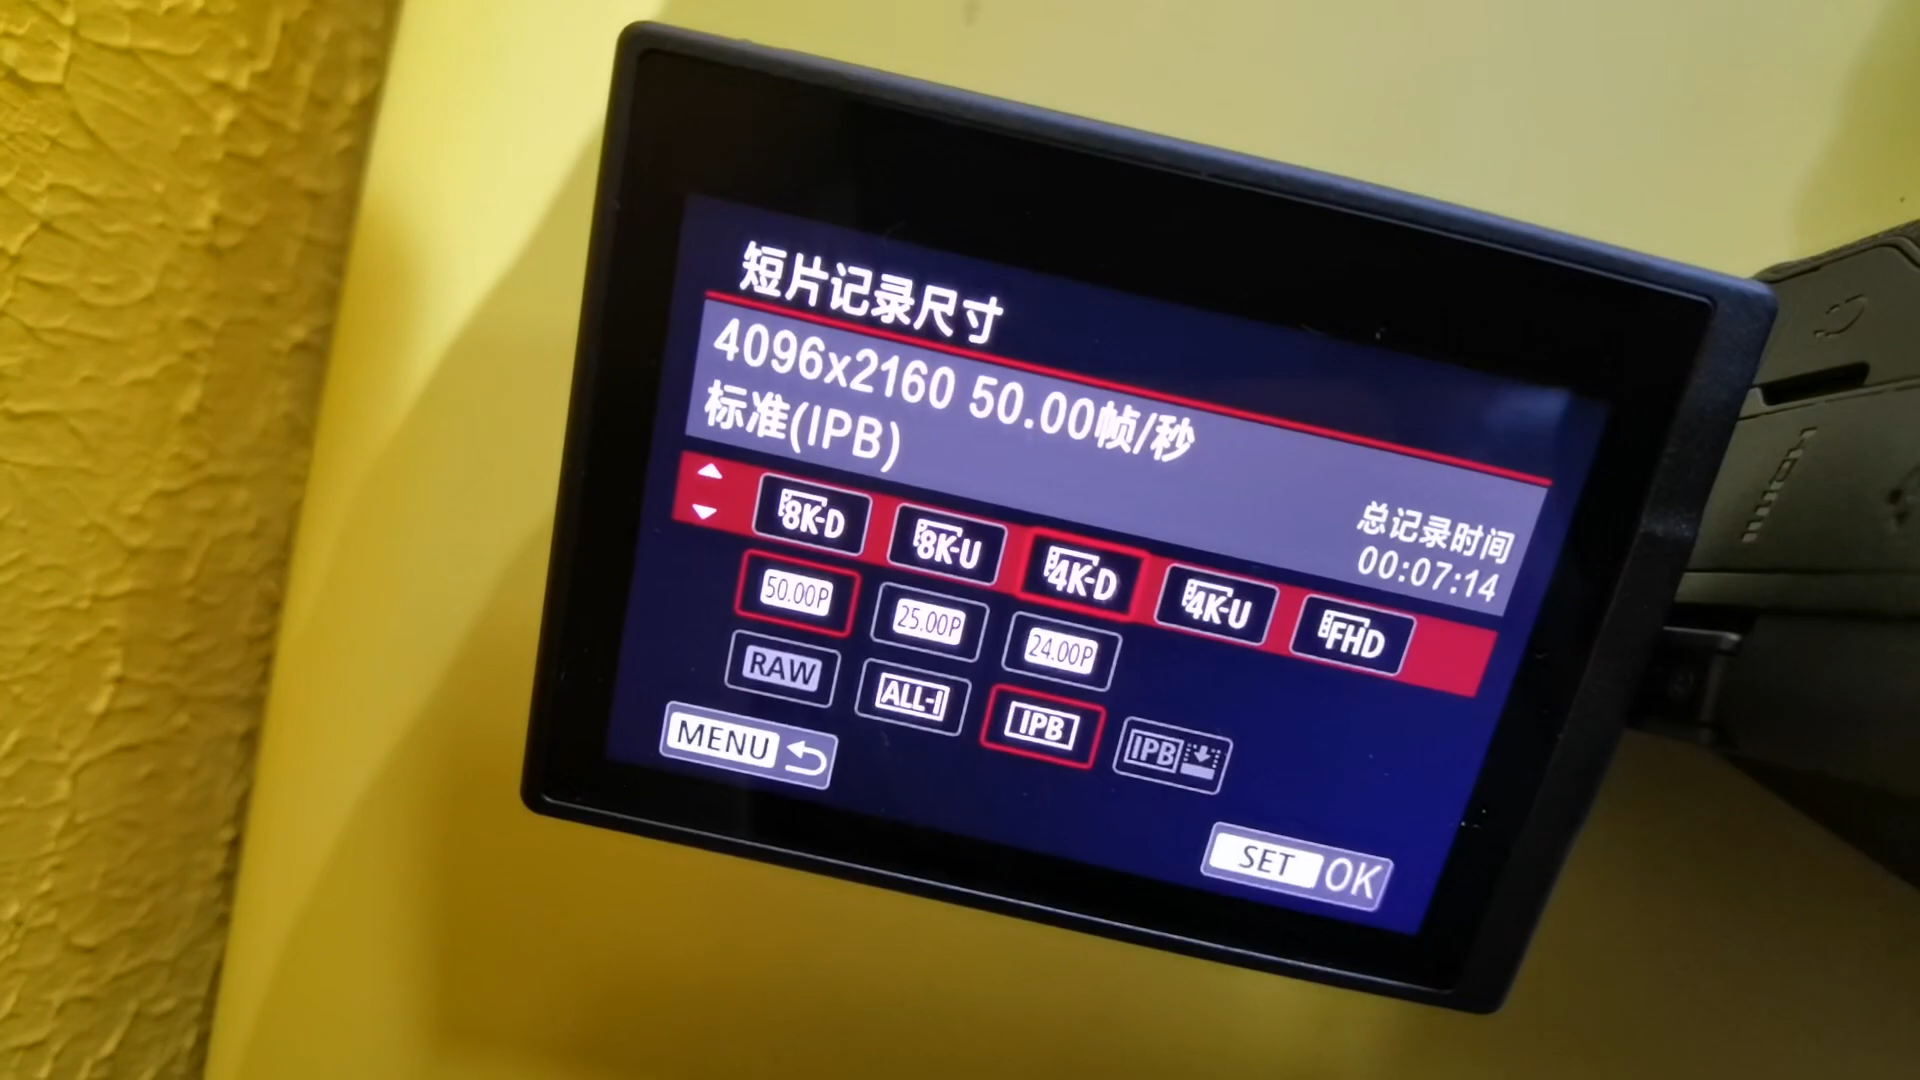 短片记录尺寸
4096x2160 50.00帧/秒
标准(IPB)
总记录时间
00:07:14
8K-D 8K-U 4K-D 4K-U FHD
50.00P 25.00P 24.00P
RAW ALL-I IPB IPB
MENU
SET OK